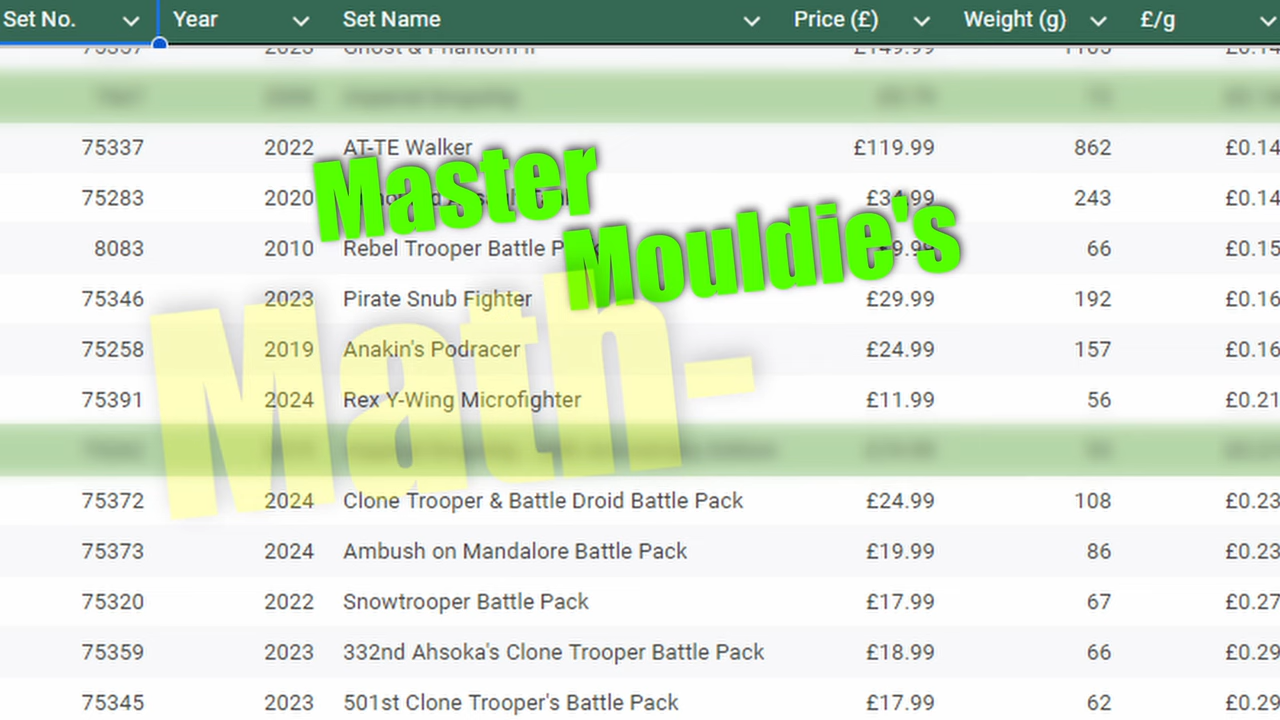 Set No. Year Set Name Price (£) Weight (g) £/g
75337 2022 AT-TE Walker £119.99 862 £0.14
75283 2020 243 £0.14
8083 2010 Rebel Trooper Battle 66 £0.15
75346 2023 Pirate Snub Fighter £29.99 192 £0.16
75258 2019 Anakin's Podracer £24.99 157 £0.16
75391 2024 Rex Y-Wing Microfighter £11.99 56 £0.21
75372 2024 Clone Trooper & Battle Droid Battle Pack £24.99 108 £0.23
75373 2024 Ambush on Mandalore Battle Pack £19.99 86 £0.23
75320 2022 Snowtrooper Battle Pack £17.99 67 £0.27
75359 2023 332nd Ahsoka's Clone Trooper Battle Pack £18.99 66 £0.29
75345 2023 501st Clone Trooper's Battle Pack £17.99 62 £0.29
Master
Mouldie's
Math-